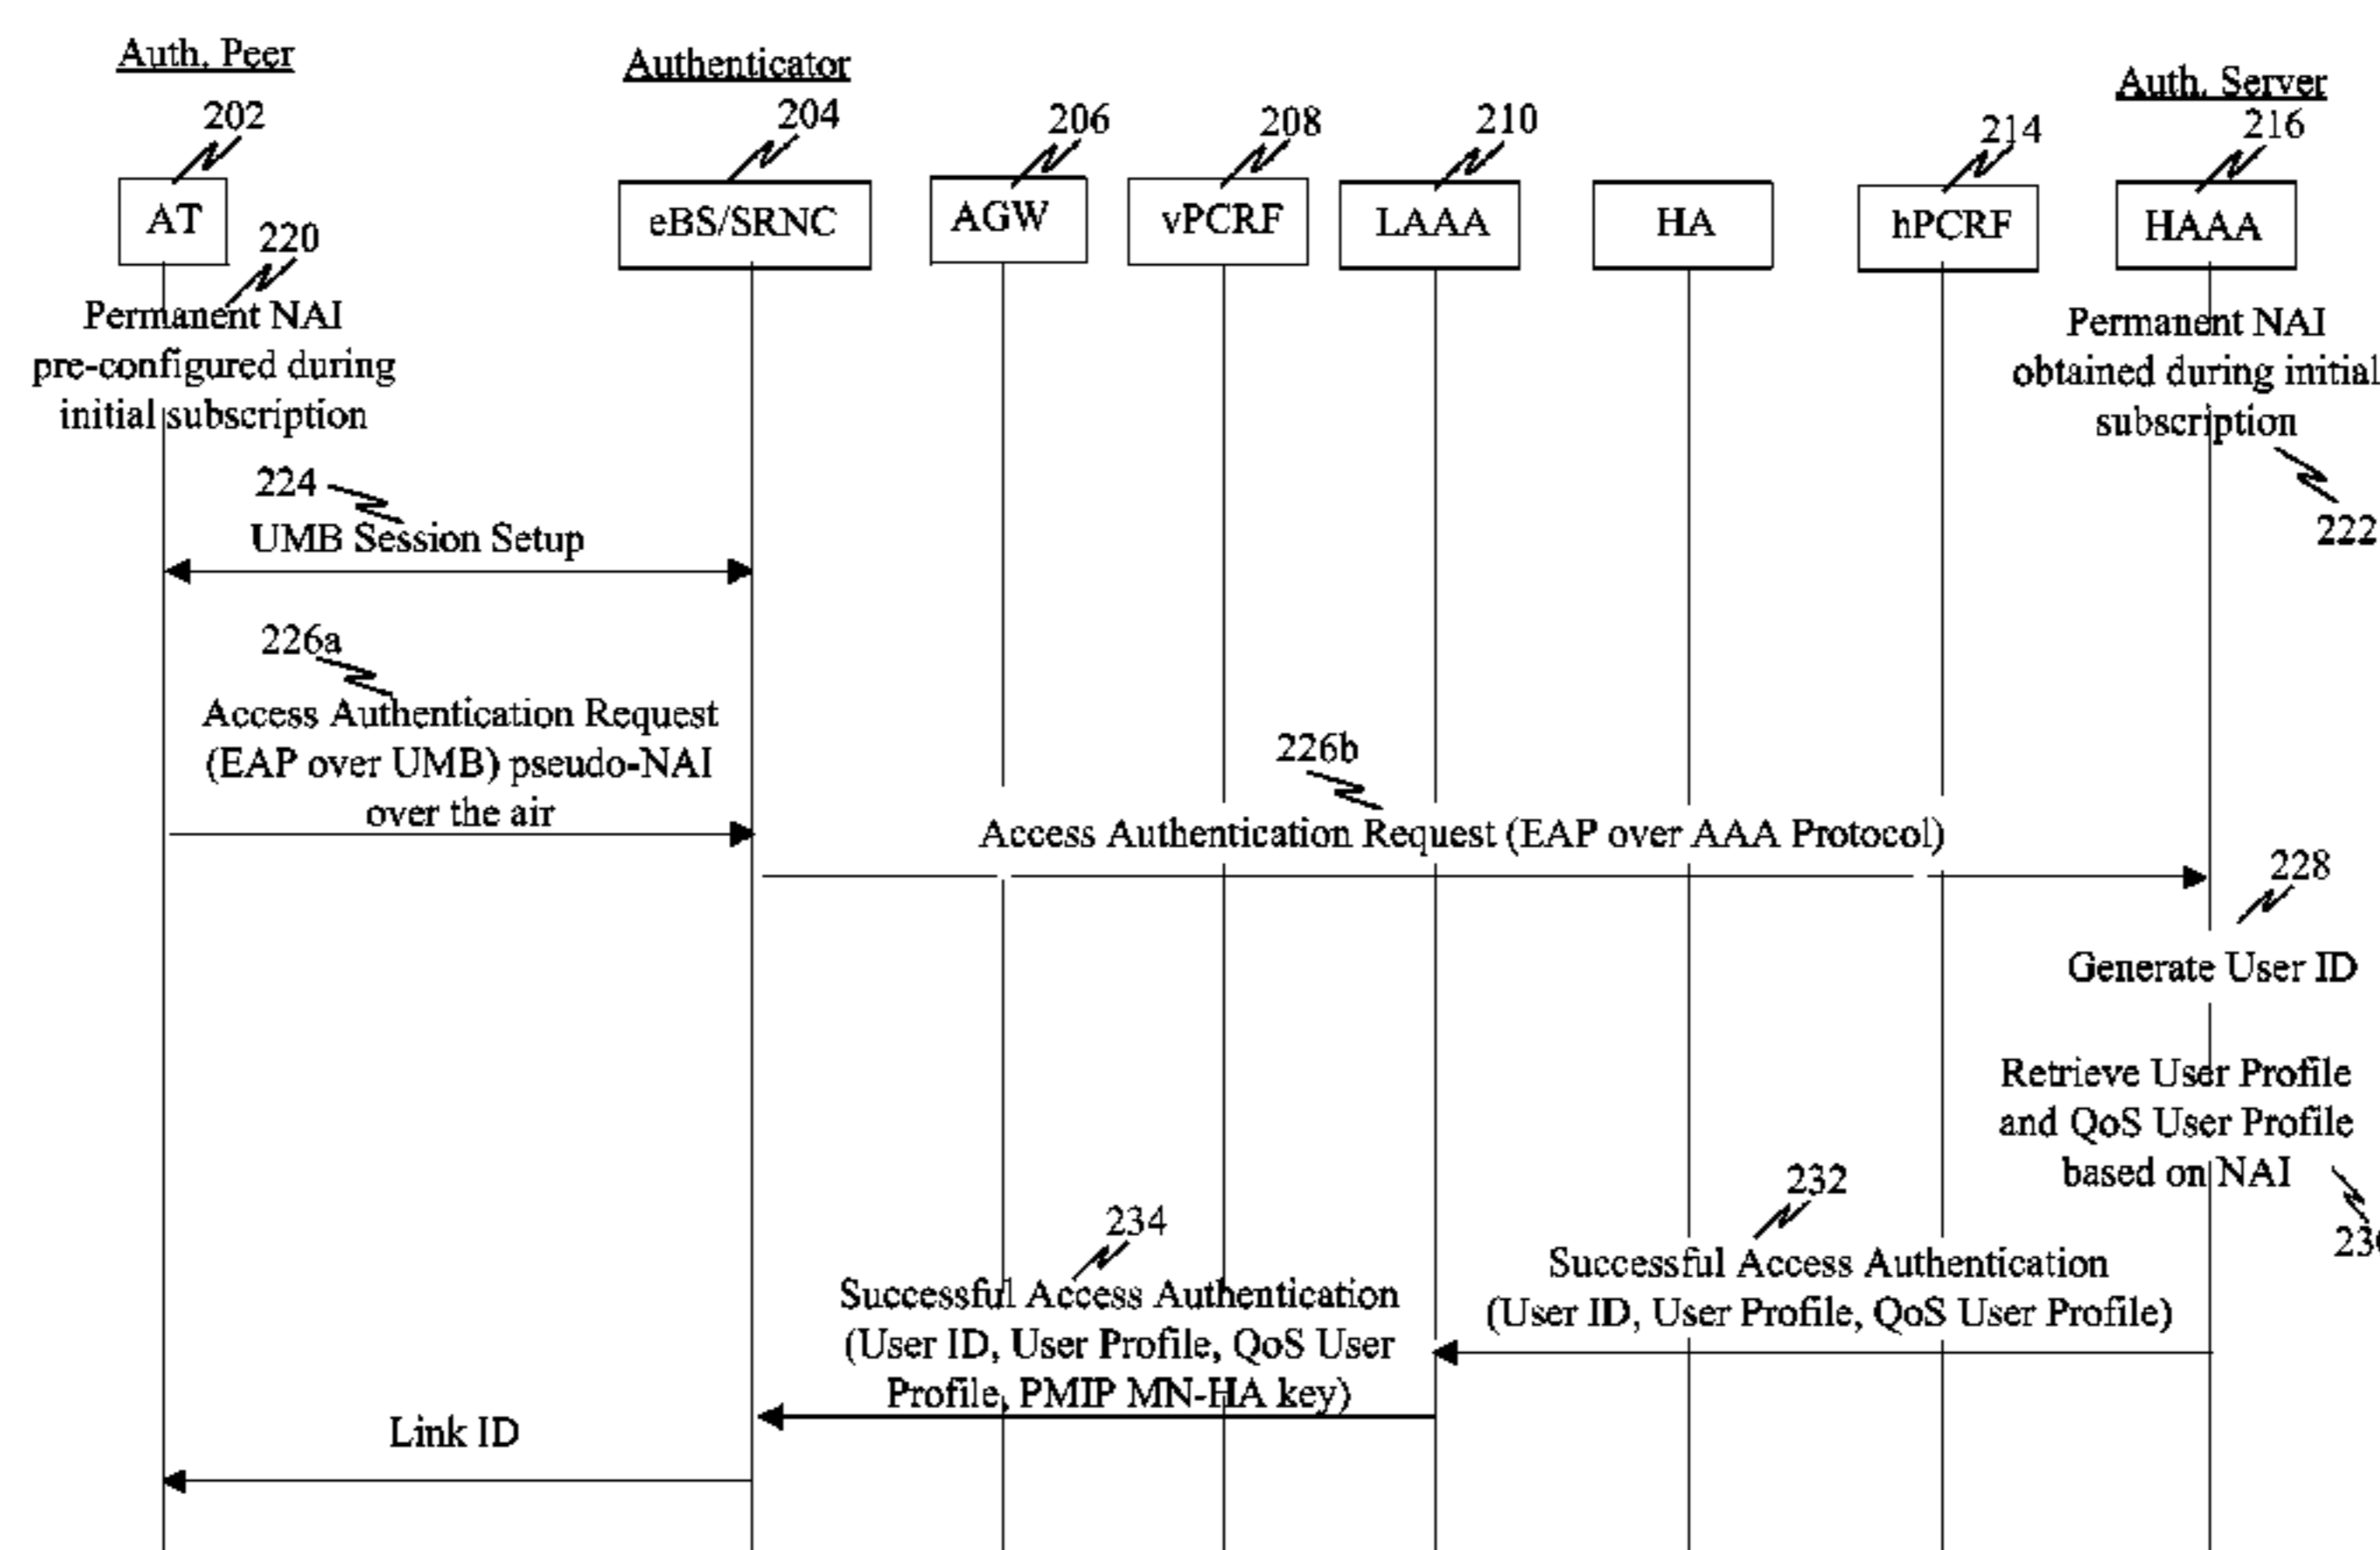 Auth. Peer
Authenticator
Auth. Server
202
204
206
208
210
214
216
AT
eBS/SRNC
AGW
vPCRF
LAAA
HA
hPCRF
HAAA
220
Permanent NAI
pre-configured during
initial subscription
Permanent NAI
obtained during initial
subscription
222
224
UMB Session Setup
226a
Access Authentication Request
(EAP over UMB) pseudo-NAI
over the air
226b
Access Authentication Request (EAP over AAA Protocol)
228
Generate User ID
Retrieve User Profile
and QoS User Profile
based on NAI
232
Successful Access Authentication
(User ID, User Profile, QoS User Profile)
234
Successful Access Authentication
(User ID, User Profile, QoS User
Profile, PMIP MN-HA key)
Link ID